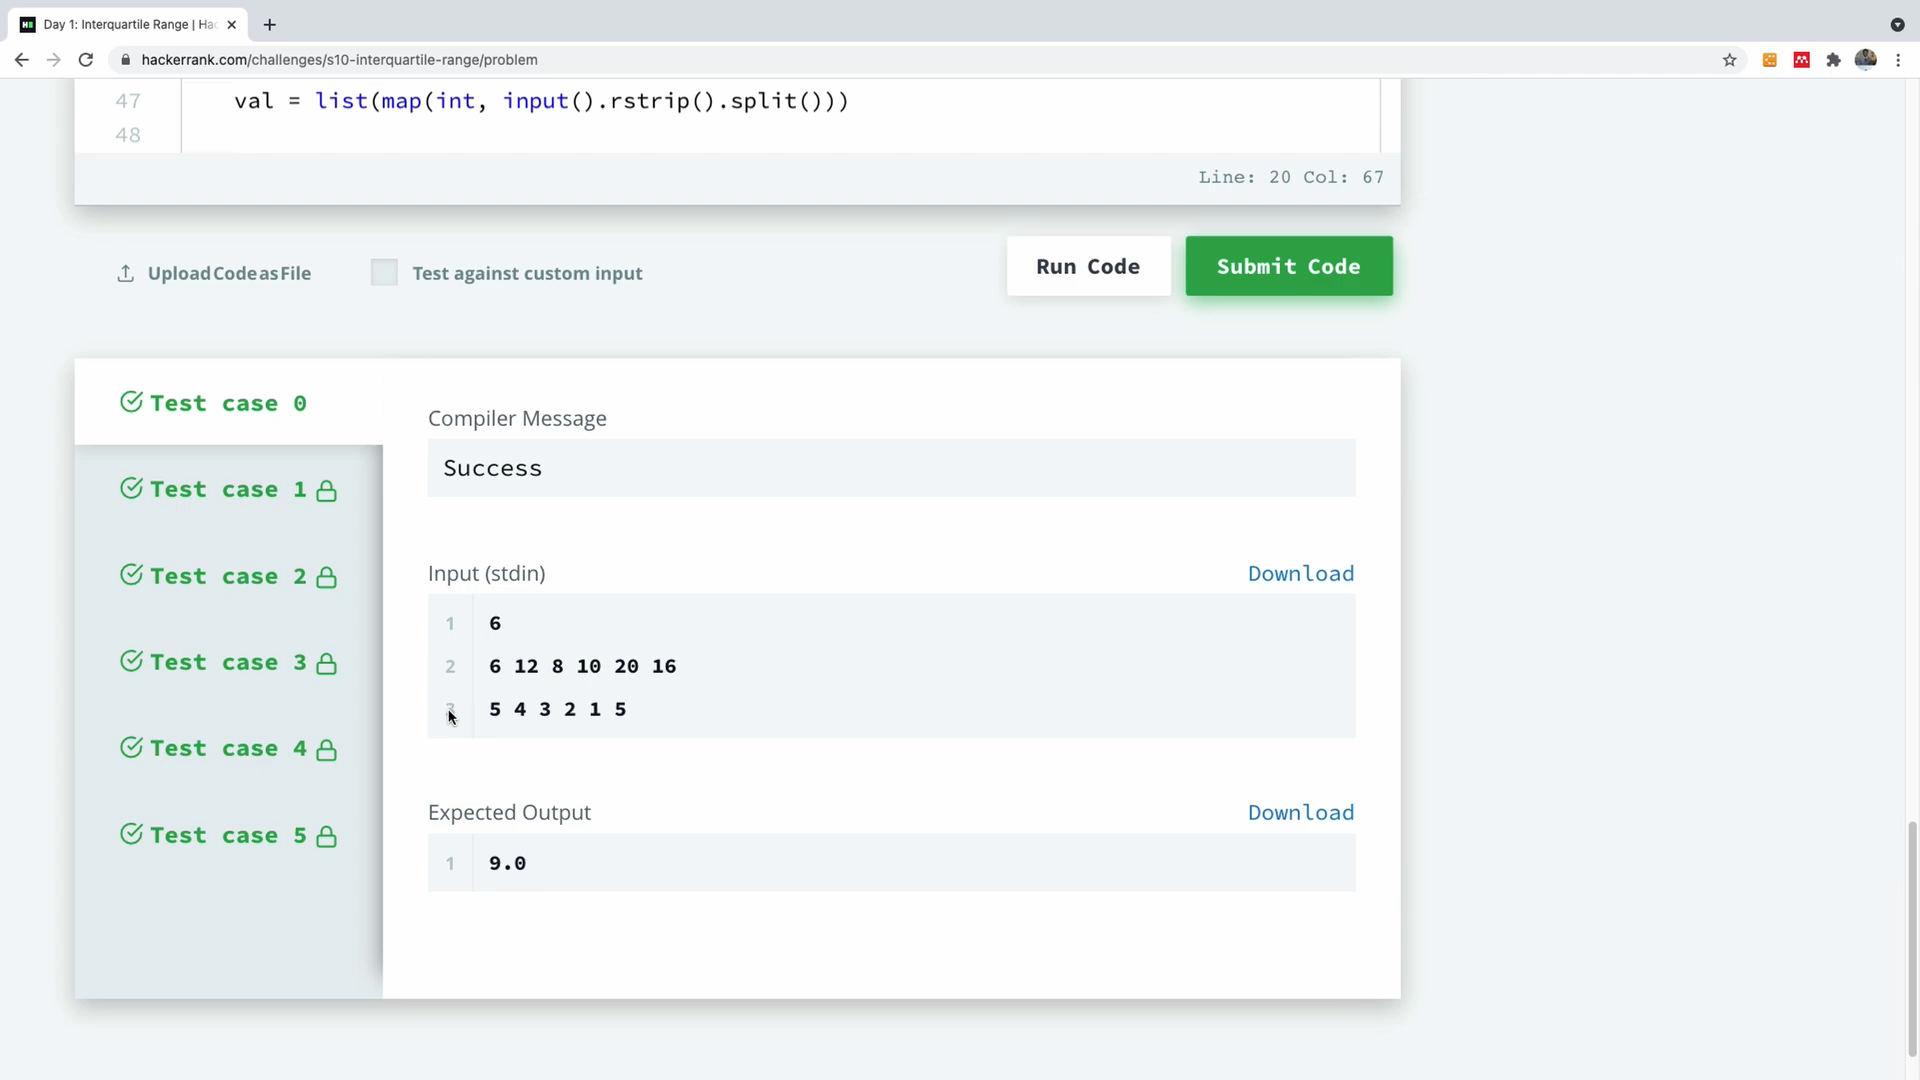 Day 1: Interquartile Range | Hac
hackerrank.com/challenges/s10-interquartile-range/problem
47 val = list(map(int, input().rstrip().split()))
48
Line: 20 Col: 67
Upload Code as File
Test against custom input
Run Code
Submit Code
Test case 0
Test case 1
Test case 2
Test case 3
Test case 4
Test case 5
Compiler Message
Success
Input (stdin)
Download
1 6
2 6 12 8 10 20 16
3 5 4 3 2 1 5
Expected Output
Download
1 9.0